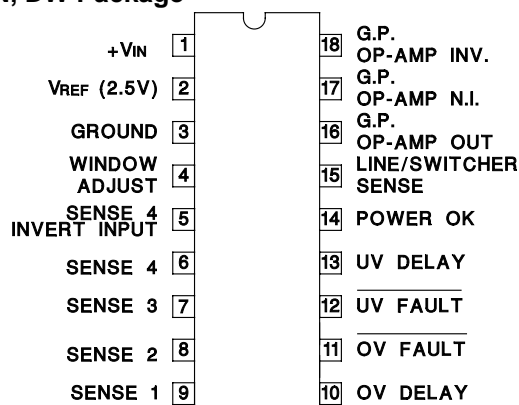 DW Package
+VIN 1
VREF (2.5V) 2
GROUND 3
WINDOW
ADJUST 4
SENSE 4
INVERT INPUT 5
SENSE 4 6
SENSE 3 7
SENSE 2 8
SENSE 1 9
18 G.P.
OP-AMP INV.
17 G.P.
OP-AMP N.I.
16 G.P.
OP-AMP OUT
15 LINE/SWITCHER
SENSE
14 POWER OK
13 UV DELAY
12 UV FAULT
11 OV FAULT
10 OV DELAY